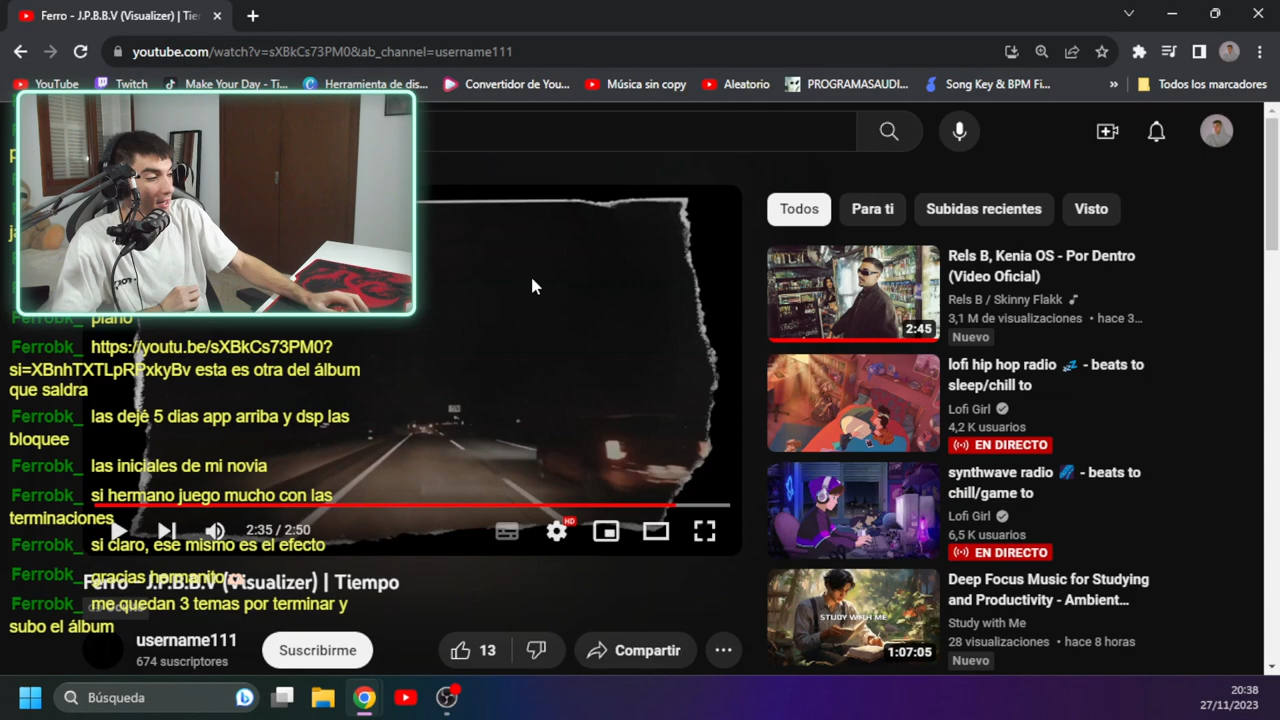 Ferro - J.P.B.B.V (Visualizer) | Tie
youtube.com/watch?v=sXBkCs73PM0&ab_channel=username111
YouTube
Twitch
Make Your Day - Ti...
Herramienta de dis...
Convertidor de You...
Música sin copy
Aleatorio
PROGRAMASAUDI...
Song Key & BPM Fi...
»
Todos los marcadores
Todos
Para ti
Subidas recientes
Visto
Rels B, Kenia OS - Por Dentro
(Video Oficial)
Rels B / Skinny Flakk
3,1 M de visualizaciones • hace 3...
Nuevo
2:45
lofi hip hop radio 💤 - beats to
sleep/chill to
Lofi Girl
4,2 K usuarios
EN DIRECTO
synthwave radio 🌌 - beats to
chill/game to
Lofi Girl
6,5 K usuarios
EN DIRECTO
Deep Focus Music for Studying
and Productivity - Ambient...
Study with Me
28 visualizaciones • hace 8 horas
Nuevo
STUDY WITH ME
1:07:05
Ferrobk_ piano
Ferrobk_ https://youtu.be/sXBkCs73PM0?
si=XBnhTXTLpRPxkyBv esta es otra del álbum
que saldra
Ferrobk_ las dejé 5 dias app arriba y dsp las
bloquee
Ferrobk_ las iniciales de mi novia
Ferrobk_ si hermano juego mucho con las
terminaciones
Ferrobk_ si claro, ese mismo es el efecto
Ferrobk_ gracias hermanito
Ferrobk_ me quedan 3 temas por terminar y
subo el álbum
2:35 / 2:50
HD
Ferro - J.P.B.B.V (Visualizer) | Tiempo
username111
674 suscriptores
Suscribirme
13
Compartir
Búsqueda
20:38
27/11/2023